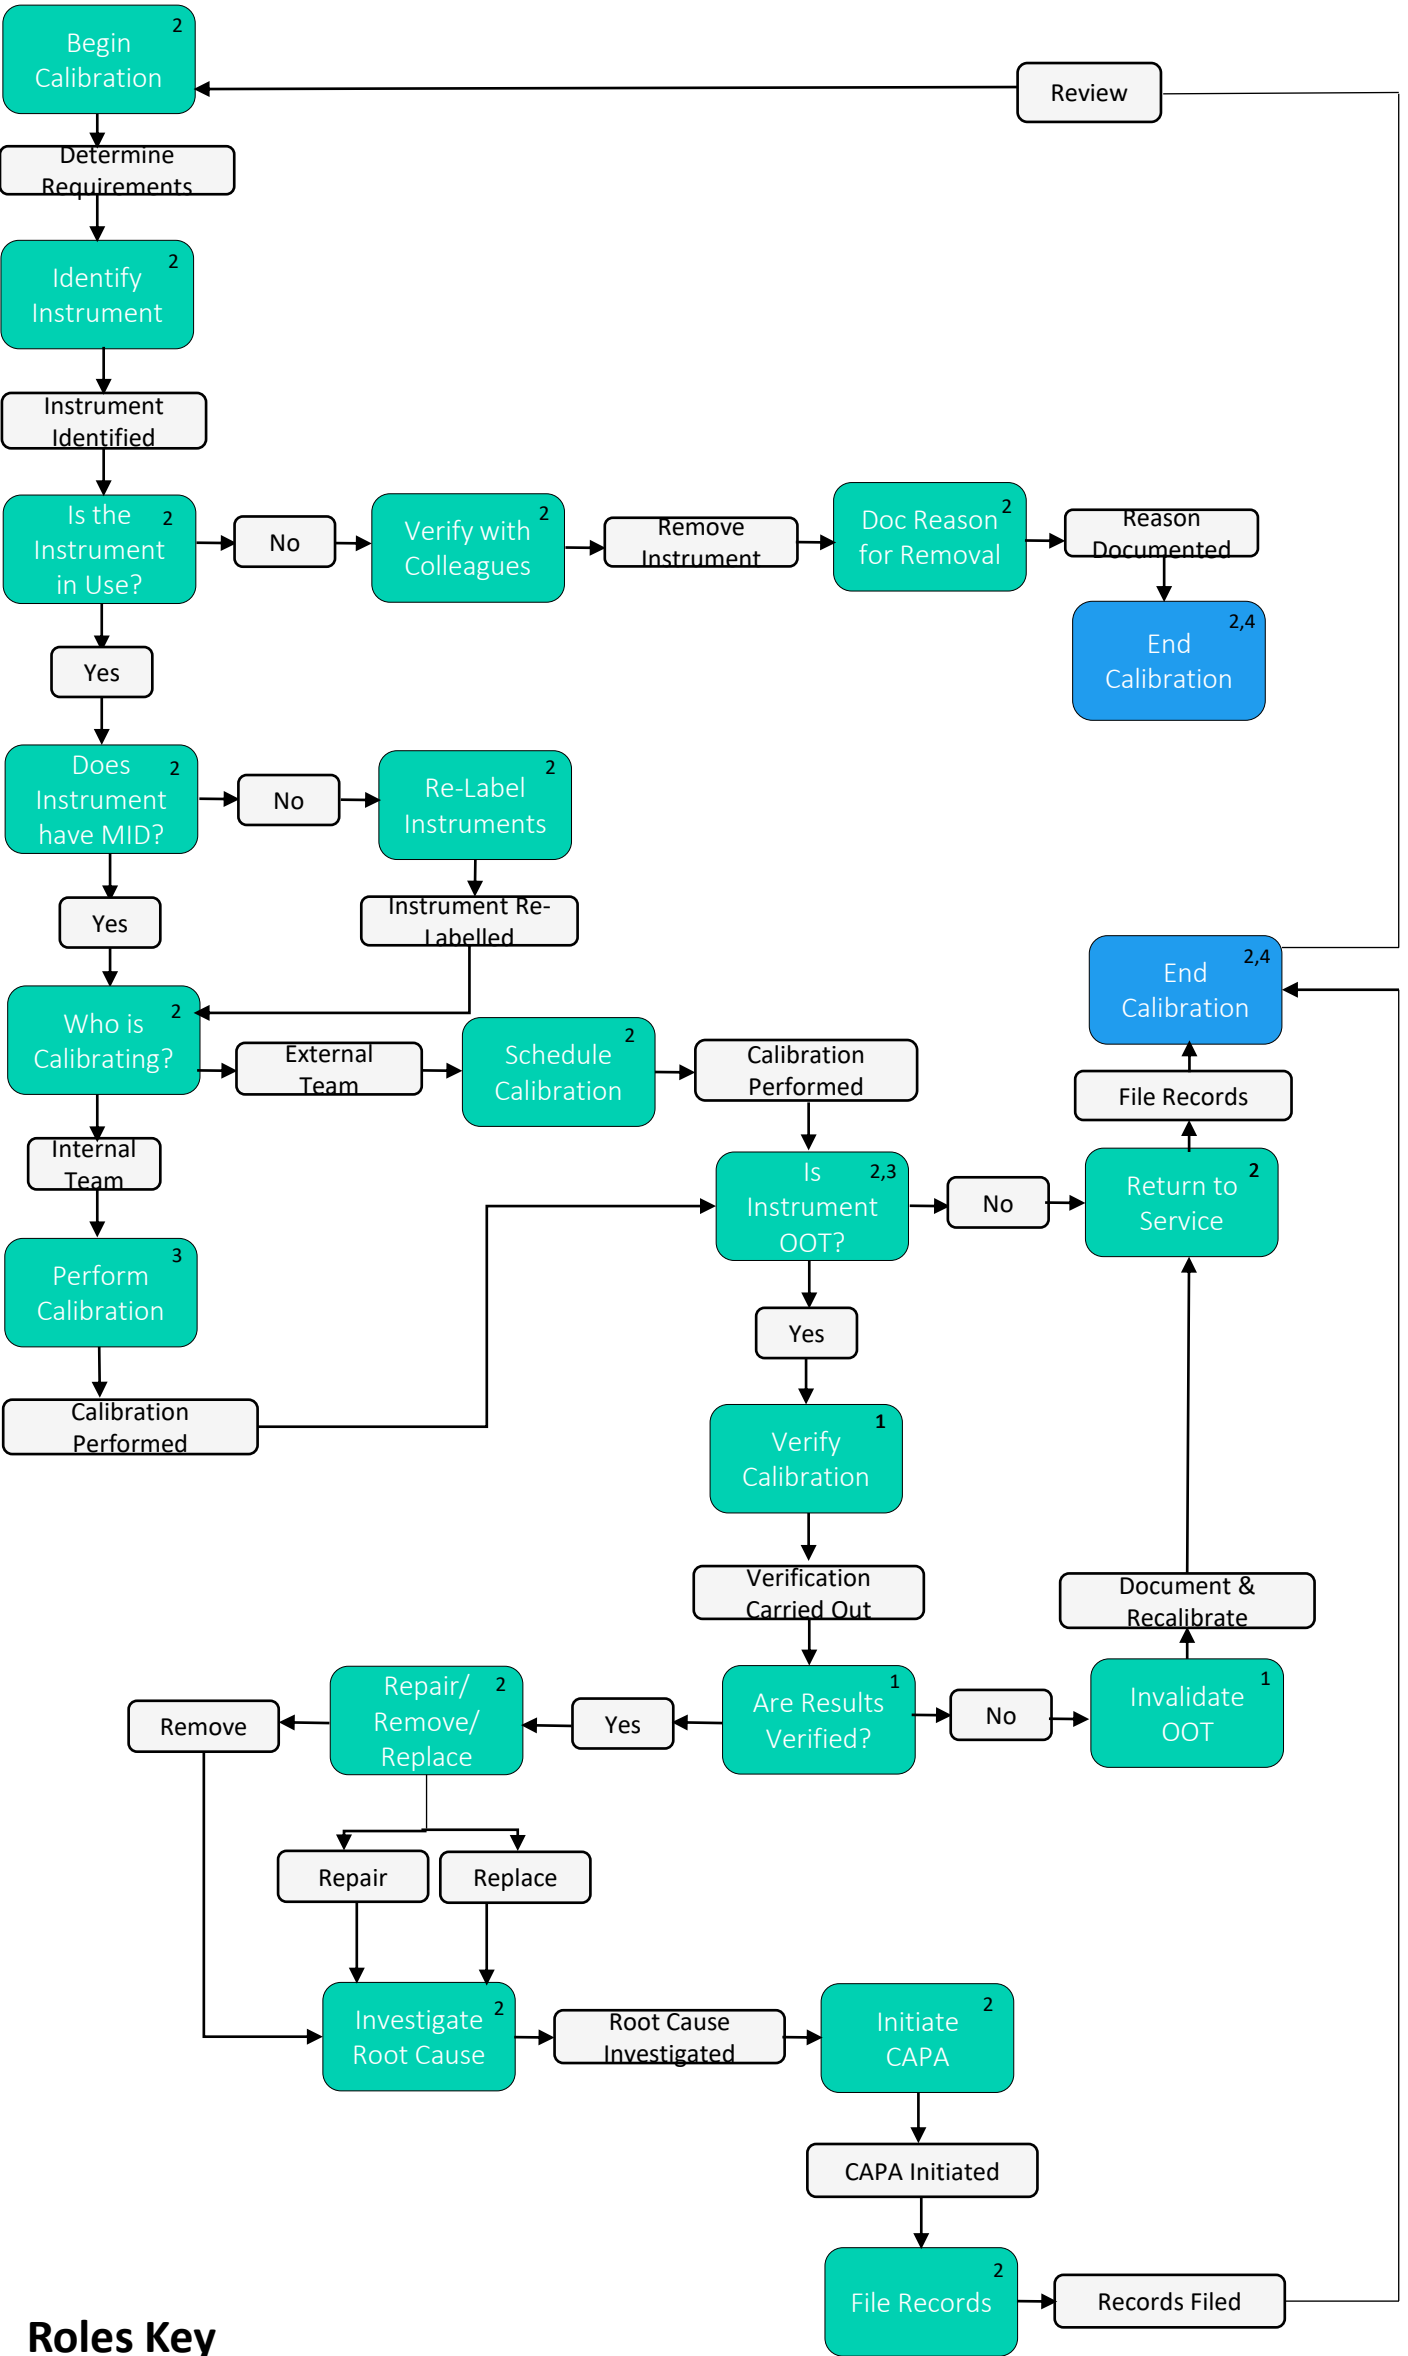 2
Begin
Calibration
Review
Determine
Requirements
2
Identify
Instrument
Instrument
Identified
2
Is the
Instrument
in Use?
No
2
Verify with
Colleagues
Remove
Instrument
2
Doc Reason
for Removal
Reason
Documented
2,4
End
Calibration
Yes
2
Does
Instrument
have MID?
No
2
Re-Label
Instruments
Instrument Re-
Labelled
Yes
2
Who is
Calibrating?
External
Team
2
Schedule
Calibration
Calibration
Performed
2,4
End
Calibration
File Records
Internal
Team
2,3
Is
Instrument
OOT?
No
2
Return to
Service
3
Perform
Calibration
Calibration
Performed
Yes
1
Verify
Calibration
Verification
Carried Out
Document &
Recalibrate
1
Are Results
Verified?
No
1
Invalidate
OOT
Yes
2
Repair/
Remove/
Replace
Remove
Repair
Replace
2
Investigate
Root Cause
Root Cause
Investigated
2
Initiate
CAPA
CAPA Initiated
2
File Records
Records Filed
Roles Key